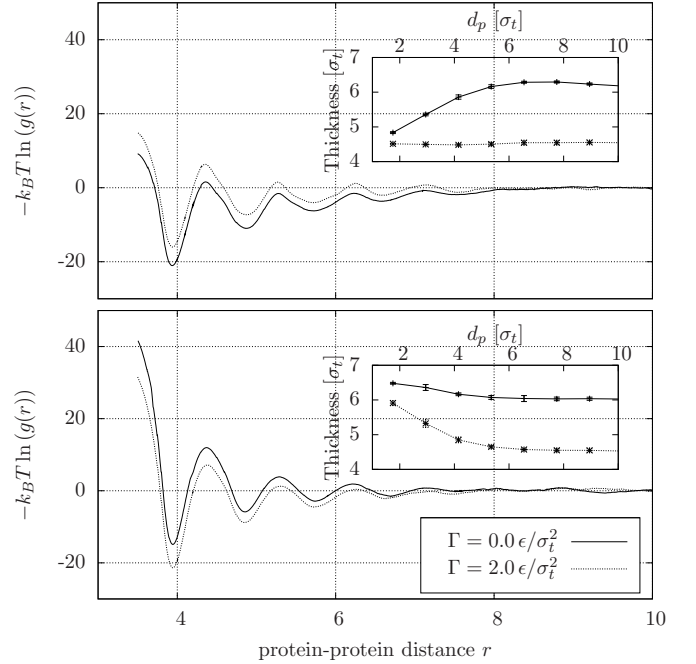 d_p [σ_t]
2 4 6 8 10
Thickness [σ_t]
7
6
5
4
−k_BT ln (g(r))
40
20
0
-20
d_p [σ_t]
2 4 6 8 10
Thickness [σ_t]
7
6
5
4
−k_BT ln (g(r))
40
20
0
-20
Γ = 0.0 ϵ/σ_t^2
Γ = 2.0 ϵ/σ_t^2
4 6 8 10
protein-protein distance r